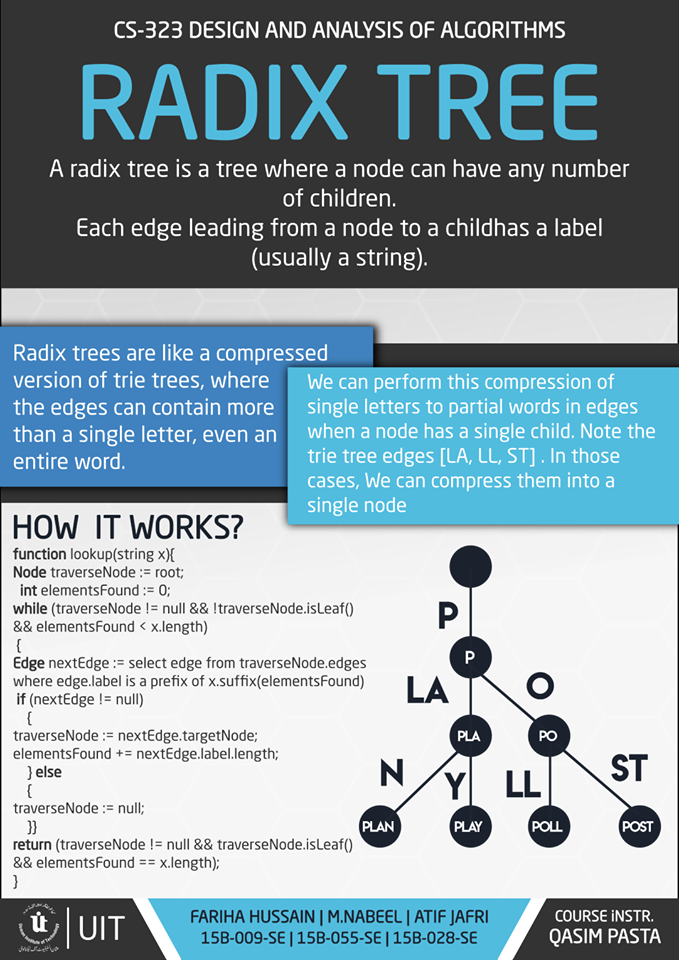 CS-323 DESIGN AND ANALYSIS OF ALGORITHMS
RADIX TREE
A radix tree is a tree where a node can have any number
of children.
Each edge leading from a node to a childhas a label
(usually a string).
Radix trees are like a compressed
version of trie trees, where
the edges can contain more
than a single letter, even an
entire word.
We can perform this compression of
single letters to partial words in edges
when a node has a single child. Note the
trie tree edges [LA, LL, ST] . In those
cases, We can compress them into a
single node
HOW IT WORKS?
function lookup(string x){
Node traverseNode := root;
int elementsFound := 0;
while (traverseNode != null && !traverseNode.isLeaf()
&& elementsFound < x.length)
{
Edge nextEdge := select edge from traverseNode.edges
where edge.label is a prefix of x.suffix(elementsFound)
if (nextEdge != null)
{
traverseNode := nextEdge.targetNode;
elementsFound += nextEdge.label.length;
} else
{
traverseNode := null;
}}
return (traverseNode != null && traverseNode.isLeaf()
&& elementsFound == x.length);
}
P
P
LA
O
PLA
PO
N
Y
LL
ST
PLAN
PLAY
POLL
POST
UIT
FARIHA HUSSAIN | M.NABEEL | ATIF JAFRI
15B-009-SE | 15B-055-SE | 15B-028-SE
COURSE iNSTR.
QASIM PASTA